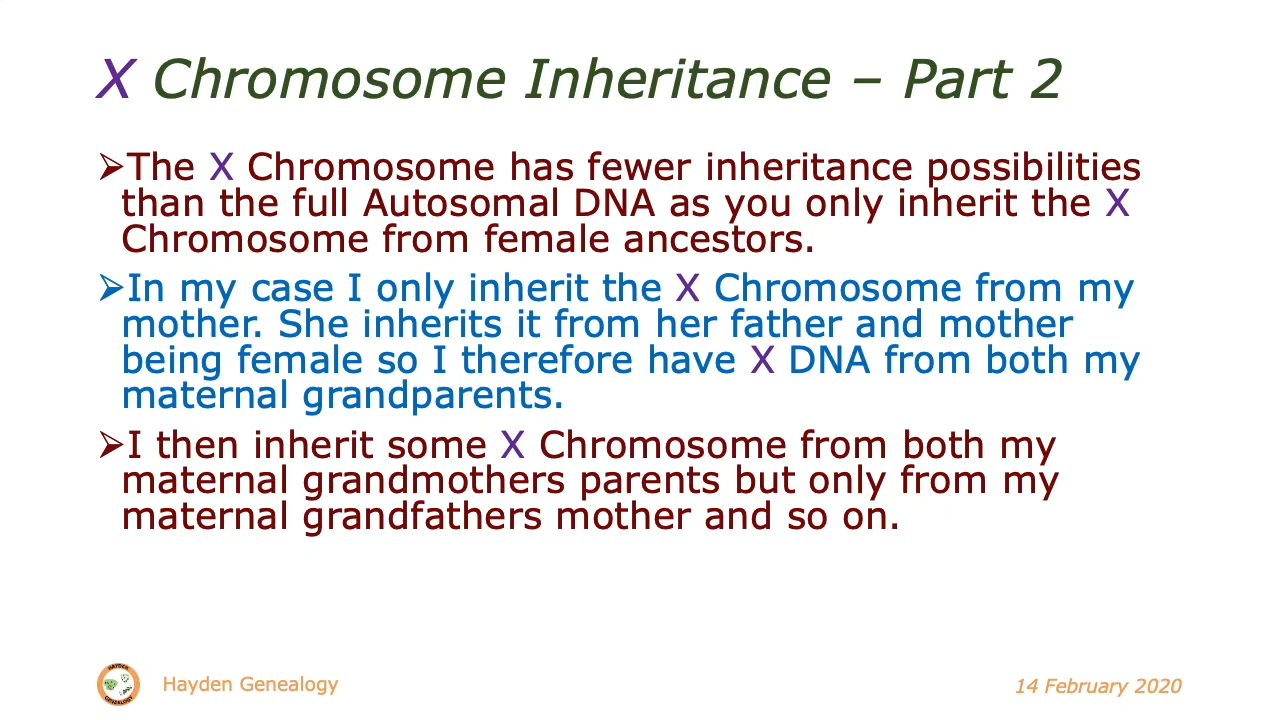 X Chromosome Inheritance – Part 2
➢The X Chromosome has fewer inheritance possibilities
than the full Autosomal DNA as you only inherit the X
Chromosome from female ancestors.
➢In my case I only inherit the X Chromosome from my
mother. She inherits it from her father and mother
being female so I therefore have X DNA from both my
maternal grandparents.
➢I then inherit some X Chromosome from both my
maternal grandmothers parents but only from my
maternal grandfathers mother and so on.
HAYDEN
GENEALOGY
Hayden Genealogy
14 February 2020